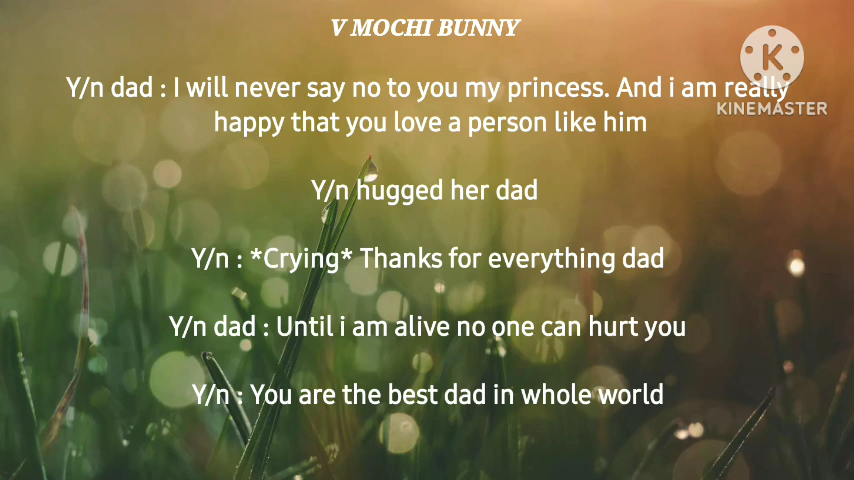 V MOCHI BUNNY
Y/n dad : I will never say no to you my princess. And i am really
happy that you love a person like him
K
KINEMASTER
Y/n hugged her dad
Y/n : *Crying* Thanks for everything dad
Y/n dad : Until i am alive no one can hurt you
Y/n : You are the best dad in whole world